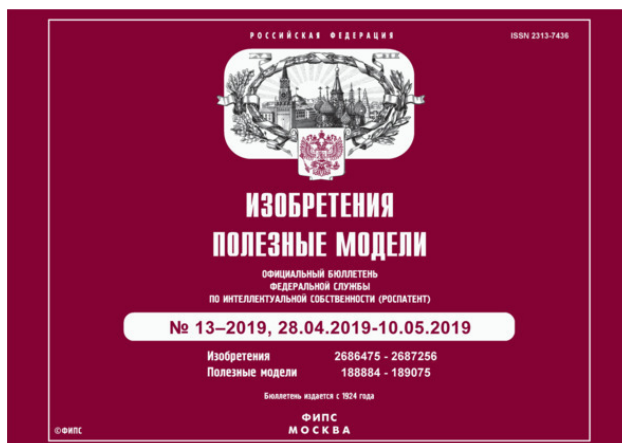 РОССИЙСКАЯ ФЕДЕРАЦИЯ
ISSN 2313-7436
ИЗОБРЕТЕНИЯ
ПОЛЕЗНЫЕ МОДЕЛИ
ОФИЦИАЛЬНЫЙ БЮЛЛЕТЕНЬ
ФЕДЕРАЛЬНОЙ СЛУЖБЫ
ПО ИНТЕЛЛЕКТУАЛЬНОЙ СОБСТВЕННОСТИ (РОСПАТЕНТ)
№ 13–2019, 28.04.2019-10.05.2019
Изобретения 2686475 - 2687256
Полезные модели 188884 - 189075
Бюллетень издается с 1924 года
ФИПС
©ФИПС МОСКВА